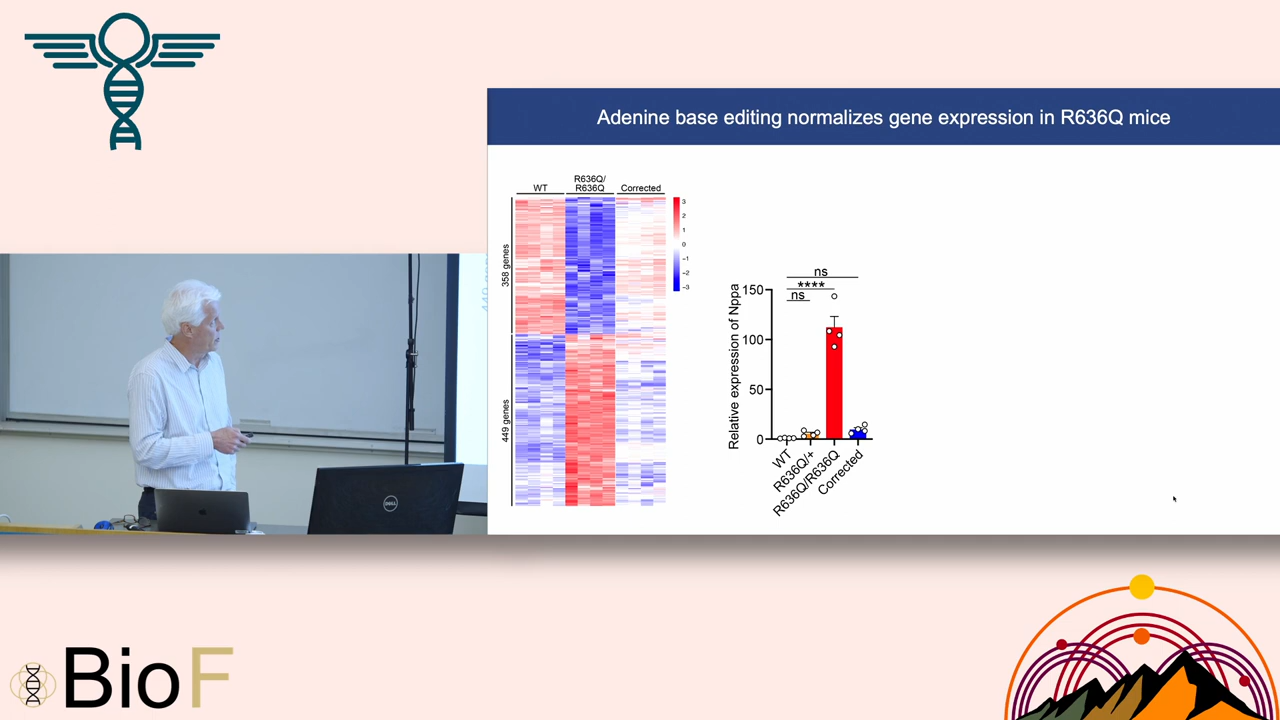 Adenine base editing normalizes gene expression in R636Q mice
WT
R636Q/
R636Q
Corrected
358 genes
449 genes
3
2
1
0
−1
−2
−3
Relative expression of Nppa
150
100
50
0
ns
****
ns
WT
R636Q/+
R636Q/R636Q
Corrected
449 gen
DELL
BioF